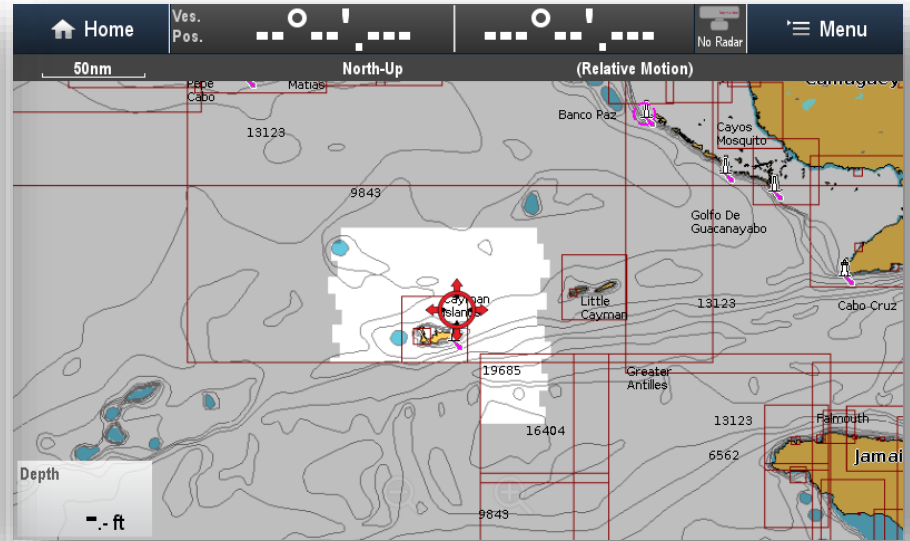 Home
Ves.
Pos.
--°--'.---
---°--'.---
No Radar
Menu
50nm
North-Up
(Relative Motion)
Pepe
Cabo
Matias
Camaguey
Banco Paz
13123
Cayos
Mosquito
9843
Golfo De
Guacanayabo
Cayman
Islands
Little
Cayman
13123
Cabo Cruz
19685
Greater
Antilles
16404
13123
Falmouth
6562
Jamai
Depth
9843
-.- ft